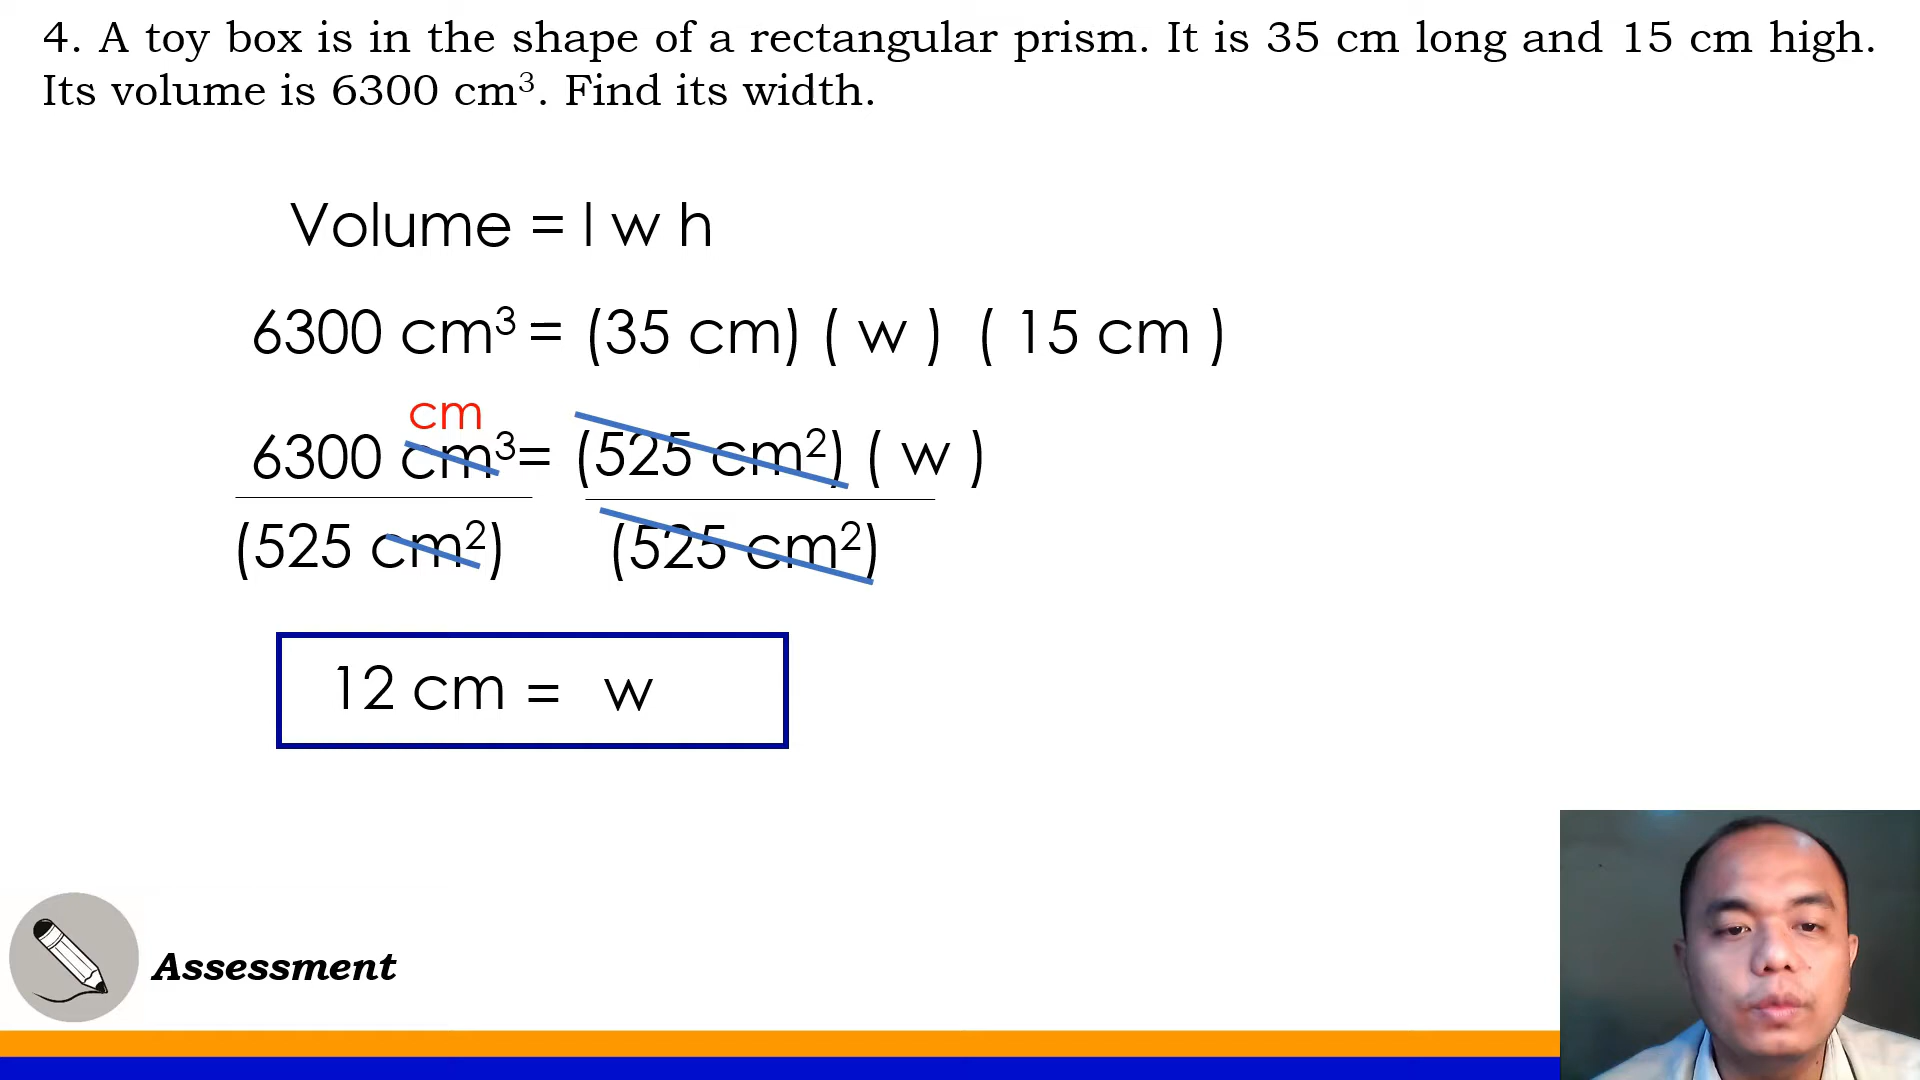 4. A toy box is in the shape of a rectangular prism. It is 35 cm long and 15 cm high.
Its volume is 6300 cm³. Find its width.
Volume = l w h
6300 cm³ = (35 cm) ( w ) ( 15 cm )
cm
6300 cm³= (525 cm²) ( w )
(525 cm²) (525 cm²)
12 cm = w
Assessment